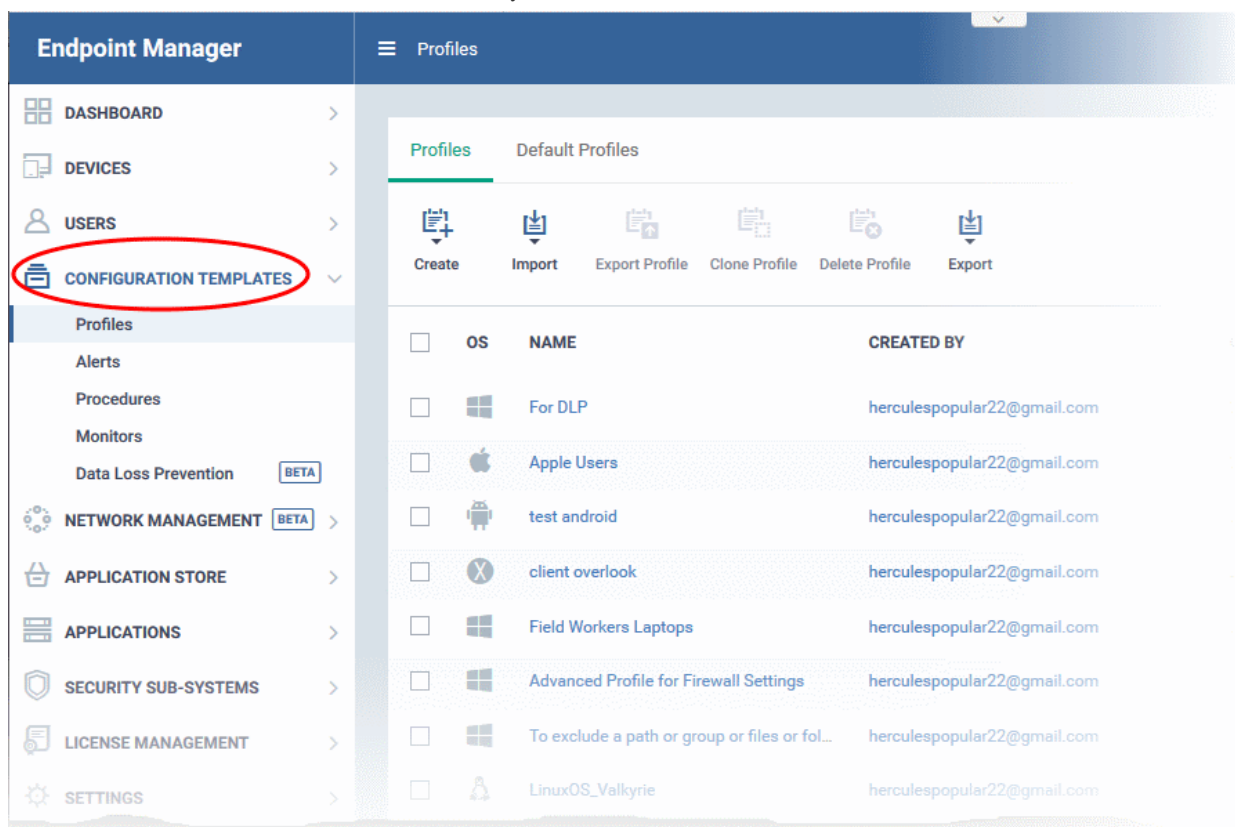 Endpoint Manager
Profiles
DASHBOARD
DEVICES
USERS
CONFIGURATION TEMPLATES
Profiles
Alerts
Procedures
Monitors
Data Loss Prevention BETA
NETWORK MANAGEMENT BETA
APPLICATION STORE
APPLICATIONS
SECURITY SUB-SYSTEMS
LICENSE MANAGEMENT
SETTINGS
Profiles Default Profiles
Create Import Export Profile Clone Profile Delete Profile Export
OS NAME CREATED BY
For DLP herculespopular22@gmail.com
Apple Users herculespopular22@gmail.com
test android herculespopular22@gmail.com
client overlook herculespopular22@gmail.com
Field Workers Laptops herculespopular22@gmail.com
Advanced Profile for Firewall Settings herculespopular22@gmail.com
To exclude a path or group or files or fol... herculespopular22@gmail.com
LinuxOS_Valkyrie herculespopular22@gmail.com